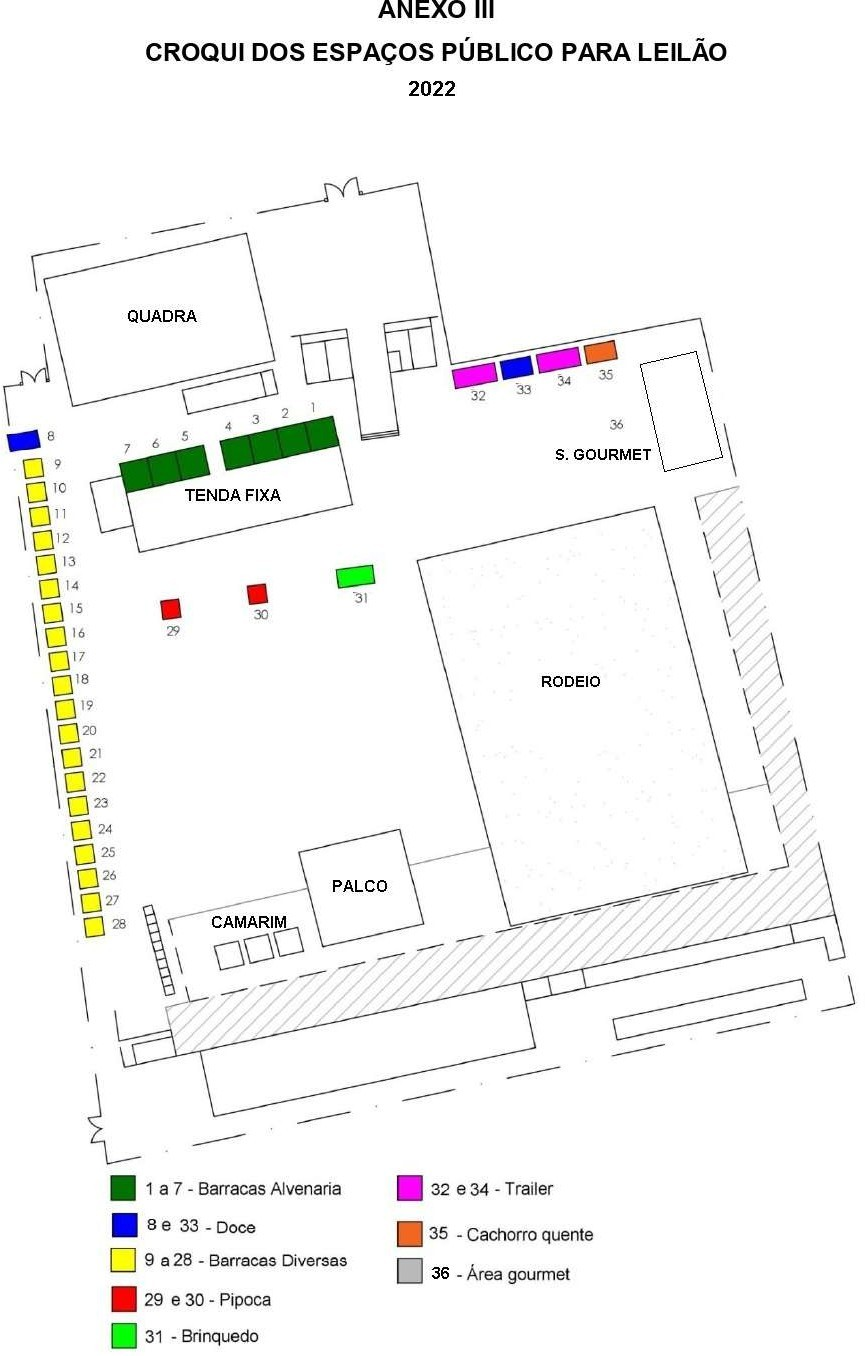 ANEXO III
CROQUI DOS ESPAÇOS PÚBLICO PARA LEILÃO
2022
QUADRA
32
33
34
35
36
S. GOURMET
8
7
6
5
4
3
2
1
TENDA FIXA
9
10
11
12
13
14
15
16
17
18
19
20
21
22
23
24
25
26
27
28
29
30
31
RODEIO
PALCO
CAMARIM
1 a 7 - Barracas Alvenaria
8 e 33 - Doce
9 a 28 - Barracas Diversas
29 e 30 - Pipoca
31 - Brinquedo
32 e 34 - Trailer
35 - Cachorro quente
36 - Área gourmet